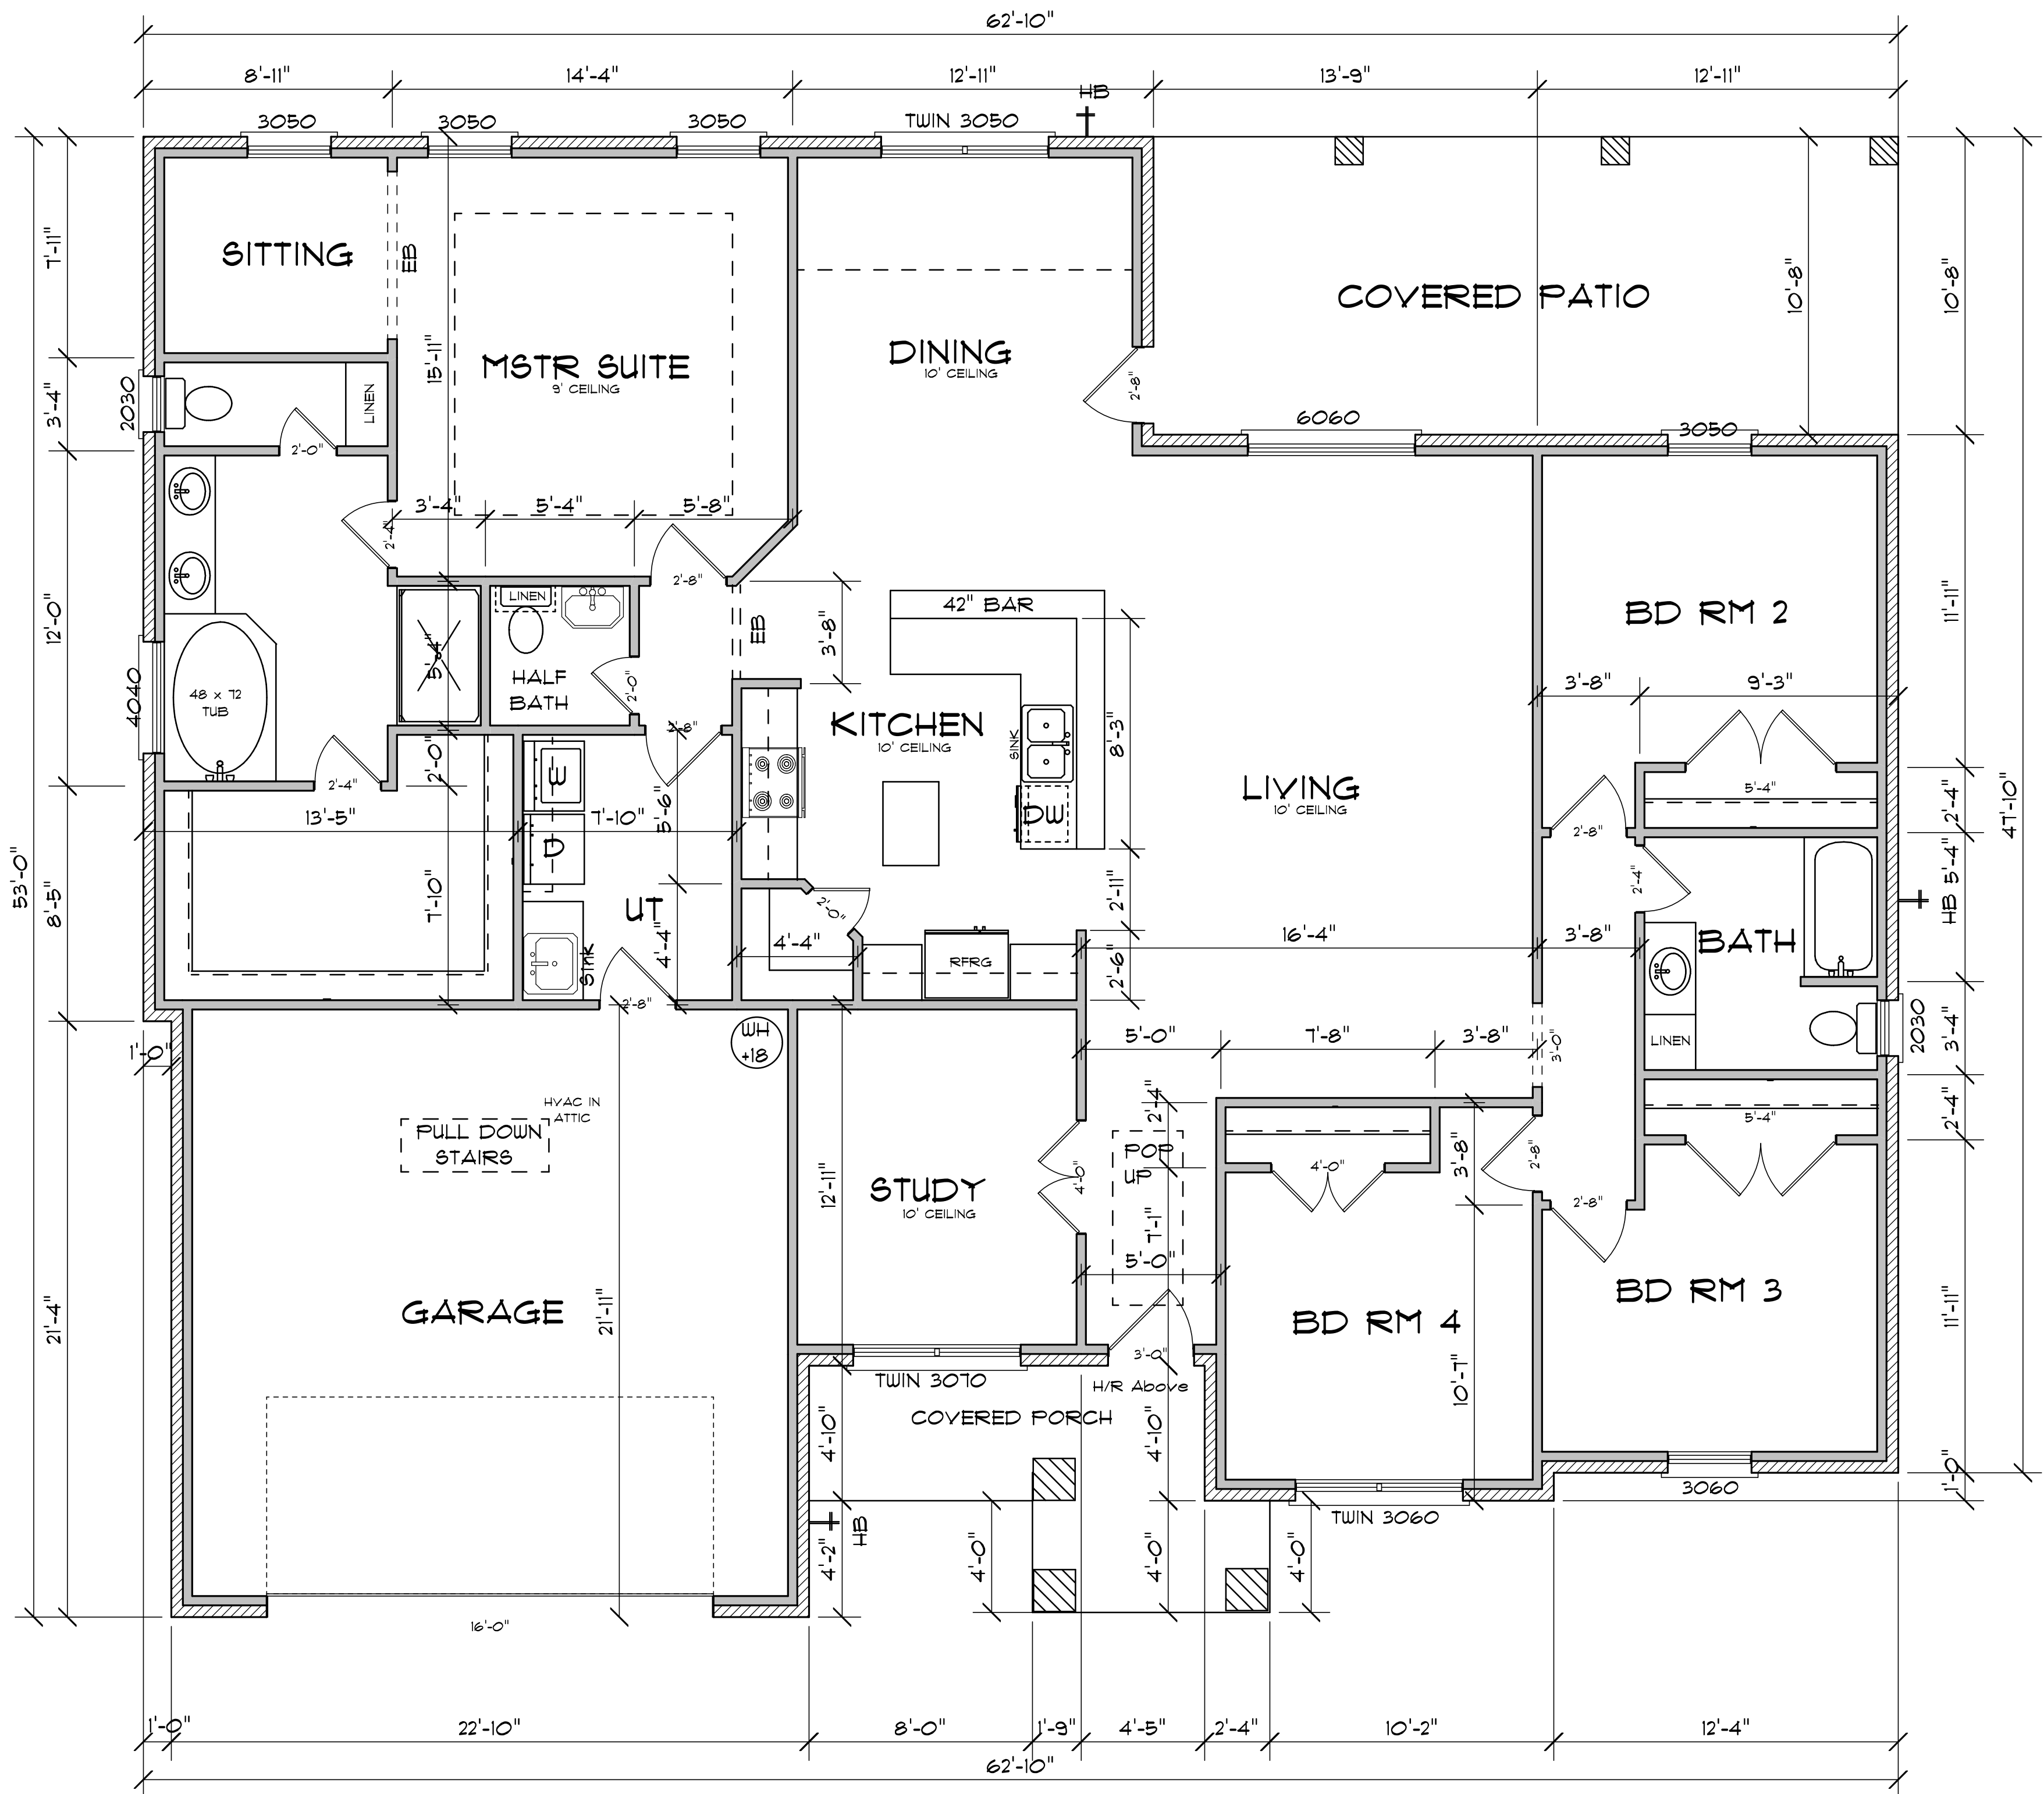 62'-10"
8'-11"
14'-4"
12'-11"
13'-9"
12'-11"
HB
3050
3050
3050
TWIN 3050
7'-11"
SITTING
EB
15'-11"
MSTR SUITE
9' CEILING
DINING
10' CEILING
COVERED PATIO
10'-8"
10'-8"
2'-8"
6060
3050
3'-4"
2030
LINEN
2'-0"
3'-4"
5'-4"
5'-8"
2'-4"
2'-8"
12'-0"
LINEN
EB
3'-8"
42" BAR
BD RM 2
11'-11"
5'-4"
HALF
BATH
2'-0"
48 x 72
TUB
4040
3'-8"
9'-3"
KITCHEN
10' CEILING
SINK
8'-3"
2'-8"
2'-0"
2'-4"
W
D
DW
LIVING
10' CEILING
5'-4"
2'-4"
2'-8"
47'-10"
13'-5"
7'-10"
5'-6"
53'-0"
8'-5"
7'-10"
UT
4'-4"
SINK
2'-0"
4'-4"
2'-11"
2'-4"
HB
5'-4"
BATH
16'-4"
3'-8"
RFRG
2'-6"
2'-8"
WH
+18
5'-0"
7'-8"
3'-8"
3'-0"
LINEN
2030
3'-4"
1'-0"
HVAC IN
ATTIC
PULL DOWN
STAIRS
2'-4"
5'-4"
2'-4"
POP
UP
4'-0"
3'-8"
2'-8"
12'-11"
STUDY
10' CEILING
4'-0"
7'-1"
2'-8"
5'-0"
21'-4"
GARAGE
21'-11"
BD RM 4
BD RM 3
11'-11"
3'-0"
TWIN 3070
H/R Above
10'-7"
COVERED PORCH
4'-10"
4'-10"
1'-0"
3060
TWIN 3060
HB
4'-2"
4'-0"
4'-0"
4'-0"
16'-0"
1'-0"
22'-10"
8'-0"
1'-9"
4'-5"
2'-4"
10'-2"
12'-4"
62'-10"